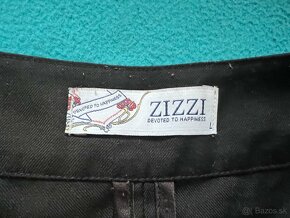 DEVOTED TO HAPPINESS
ZIZZI
DEVOTED TO HAPPINESS
L
bazos.sk